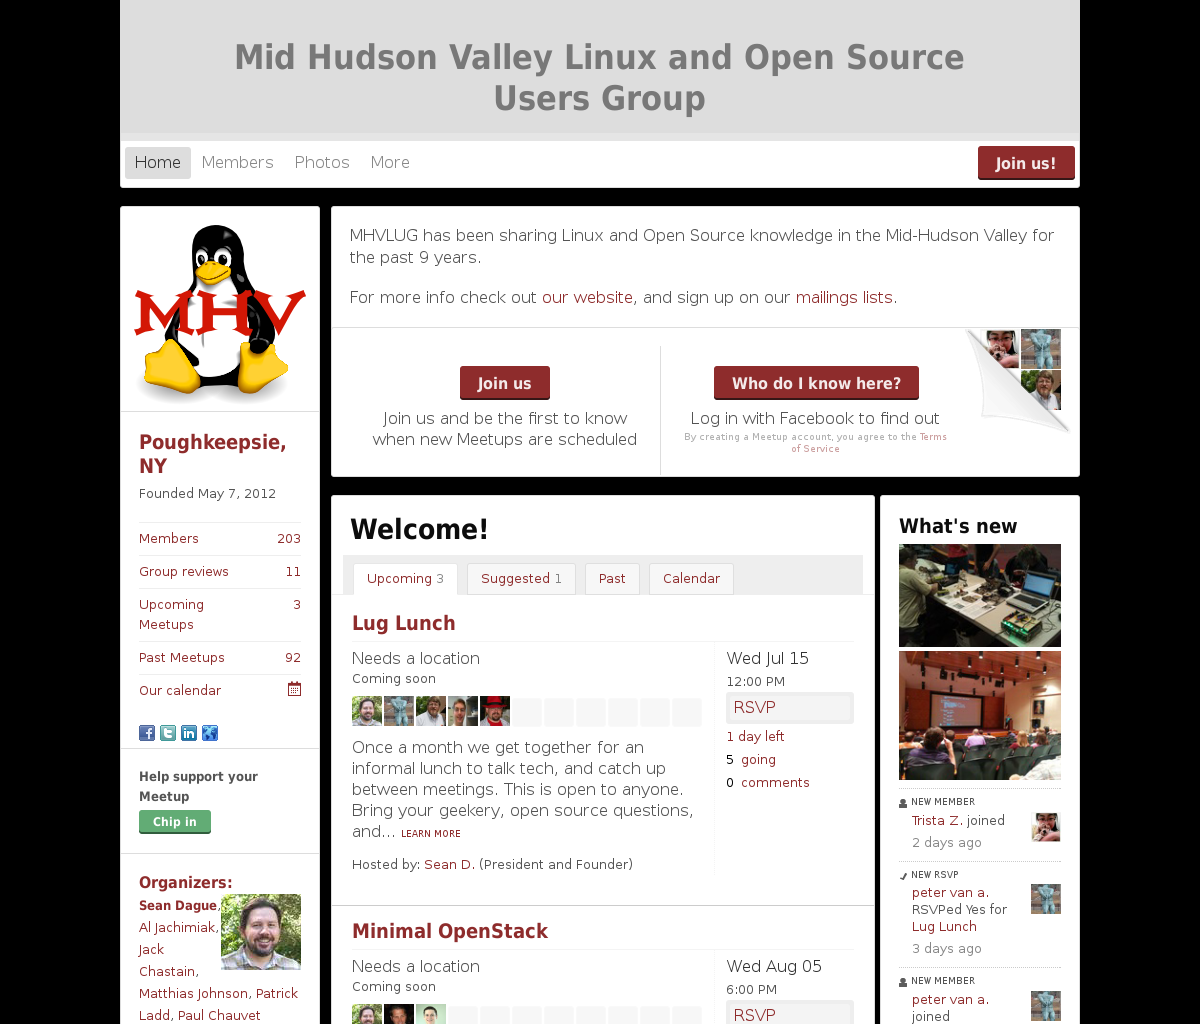 Mid Hudson Valley Linux and Open Source
Users Group
Home Members Photos More Join us!
MHV
Poughkeepsie,
NY
Founded May 7, 2012
Members 203
Group reviews 11
Upcoming 3
Meetups
Past Meetups 92
Our calendar
Help support your
Meetup
Chip in
Organizers:
Sean Dague,
Al Jachimiak,
Jack
Chastain,
Matthias Johnson, Patrick
Ladd, Paul Chauvet
MHVLUG has been sharing Linux and Open Source knowledge in the Mid-Hudson Valley for
the past 9 years.
For more info check out our website, and sign up on our mailings lists.
Join us
Join us and be the first to know
when new Meetups are scheduled
Who do I know here?
Log in with Facebook to find out
By creating a Meetup account, you agree to the Terms
of Service
Welcome!
Upcoming 3 Suggested 1 Past Calendar
Lug Lunch
Needs a location
Coming soon
Once a month we get together for an
informal lunch to talk tech, and catch up
between meetings. This is open to anyone.
Bring your geekery, open source questions,
and... LEARN MORE
Hosted by: Sean D. (President and Founder)
Wed Jul 15
12:00 PM
RSVP
1 day left
5 going
0 comments
Minimal OpenStack
Needs a location
Coming soon
Wed Aug 05
6:00 PM
RSVP
What's new
NEW MEMBER
Trista Z. joined
2 days ago
NEW RSVP
peter van a.
RSVPed Yes for
Lug Lunch
3 days ago
NEW MEMBER
peter van a.
joined